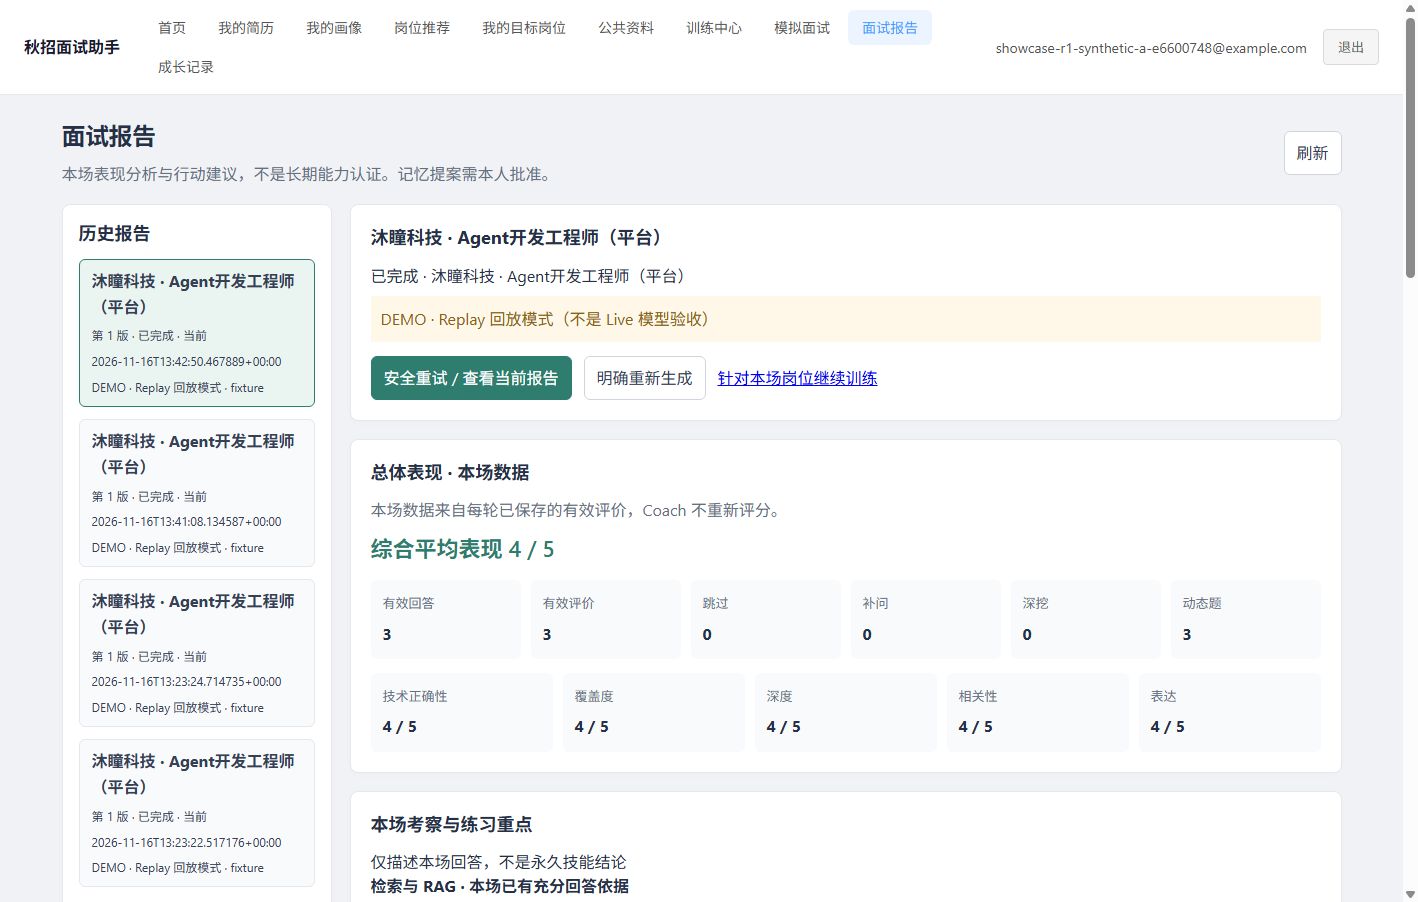 秋招面试助手
首页
我的简历
我的画像
岗位推荐
我的目标岗位
公共资料
训练中心
模拟面试
面试报告
成长记录
showcase-r1-synthetic-a-e6600748@example.com
退出
面试报告
本场表现分析与行动建议，不是长期能力认证。记忆提案需本人批准。
刷新
历史报告
沐瞳科技 · Agent开发工程师
（平台）
第 1 版 · 已完成 · 当前
2026-11-16T13:42:50.467889+00:00
DEMO · Replay 回放模式 · fixture
沐瞳科技 · Agent开发工程师
（平台）
第 1 版 · 已完成 · 当前
2026-11-16T13:41:08.134587+00:00
DEMO · Replay 回放模式 · fixture
沐瞳科技 · Agent开发工程师
（平台）
第 1 版 · 已完成 · 当前
2026-11-16T13:23:24.714735+00:00
DEMO · Replay 回放模式 · fixture
沐瞳科技 · Agent开发工程师
（平台）
第 1 版 · 已完成 · 当前
2026-11-16T13:23:22.517176+00:00
DEMO · Replay 回放模式 · fixture
沐瞳科技 · Agent开发工程师（平台）
已完成 · 沐瞳科技 · Agent开发工程师（平台）
DEMO · Replay 回放模式（不是 Live 模型验收）
安全重试 / 查看当前报告
明确重新生成
针对本场岗位继续训练
总体表现 · 本场数据
本场数据来自每轮已保存的有效评价，Coach 不重新评分。
综合平均表现 4 / 5
有效回答
3
有效评价
3
跳过
0
补问
0
深挖
0
动态题
3
技术正确性
4 / 5
覆盖度
4 / 5
深度
4 / 5
相关性
4 / 5
表达
4 / 5
本场考察与练习重点
仅描述本场回答，不是永久技能结论
检索与 RAG · 本场已有充分回答依据